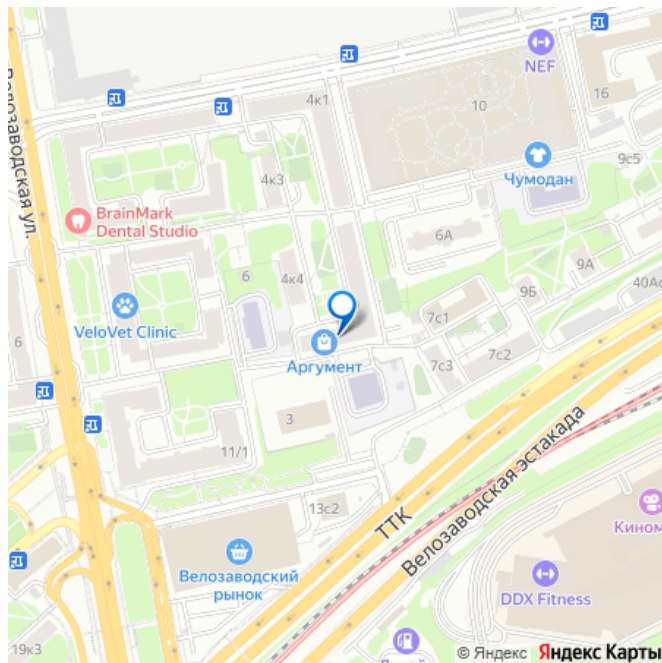 NEF
16
4к1
10
Чумодан
9с5
4к3
BrainMark
Dental Studio
Велозаводская ул.
6А
9А
9Б
40Ас
6
4к4
7с1
VeloVet Clinic
6
Аргумент
7с3
7с2
3
11/1
13с2
ТТК
Велозаводская эстакада
Велозаводский
рынок
Кином
DDX Fitness
19к3
© Яндекс Яндекс Карты